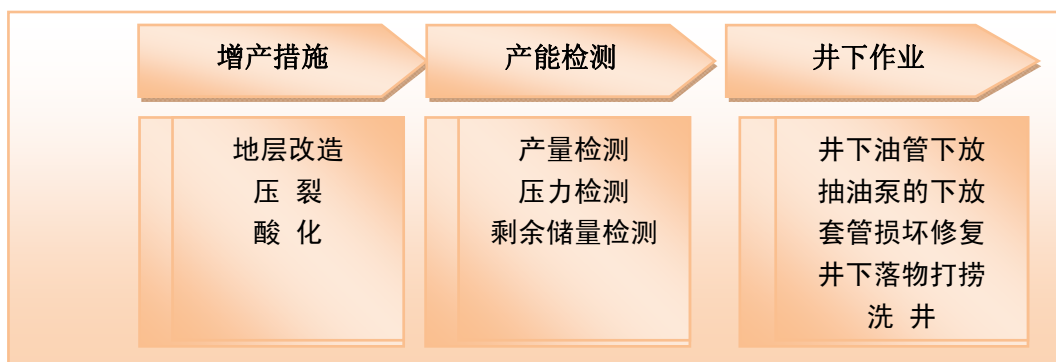 增产措施
地层改造
压 裂
酸 化
产能检测
产量检测
压力检测
剩余储量检测
井下作业
井下油管下放
抽油泵的下放
套管损坏修复
井下落物打捞
洗 井